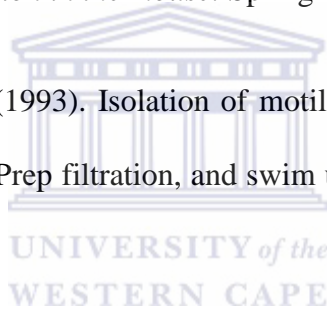 (1993). Isolation of motil
Prep filtration, and swim
UNIVERSITY of the
WESTERN CAPE